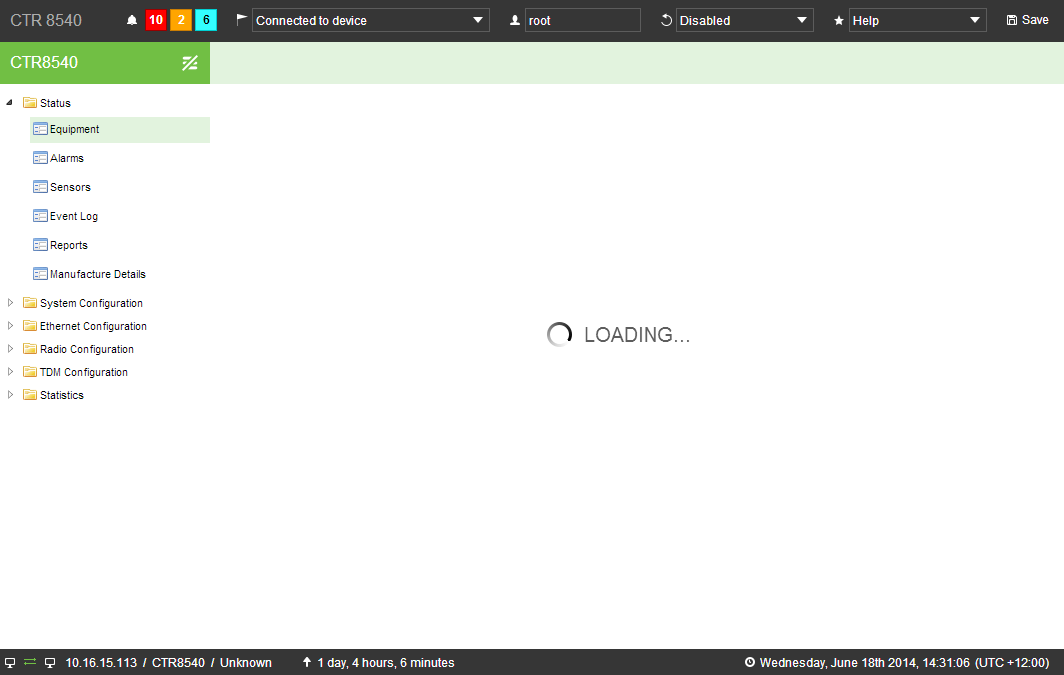 CTR 8540 10 2 6 Connected to device root Disabled Help Save
CTR8540
Status
Equipment
Alarms
Sensors
Event Log
Reports
Manufacture Details
System Configuration
Ethernet Configuration
Radio Configuration
TDM Configuration
Statistics
LOADING...
10.16.15.113 / CTR8540 / Unknown 1 day, 4 hours, 6 minutes Wednesday, June 18th 2014, 14:31:06 (UTC +12:00)